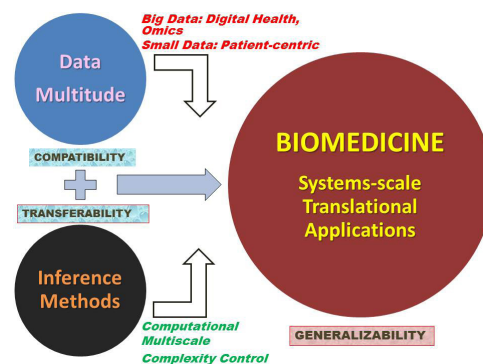 Big Data: Digital Health,
Omics
Small Data: Patient-centric
Data
Multitude
COMPATIBILITY
TRANSFERABILITY
Inference
Methods
Computational
Multiscale
Complexity Control
BIOMEDICINE
Systems-scale
Translational
Applications
GENERALIZABILITY